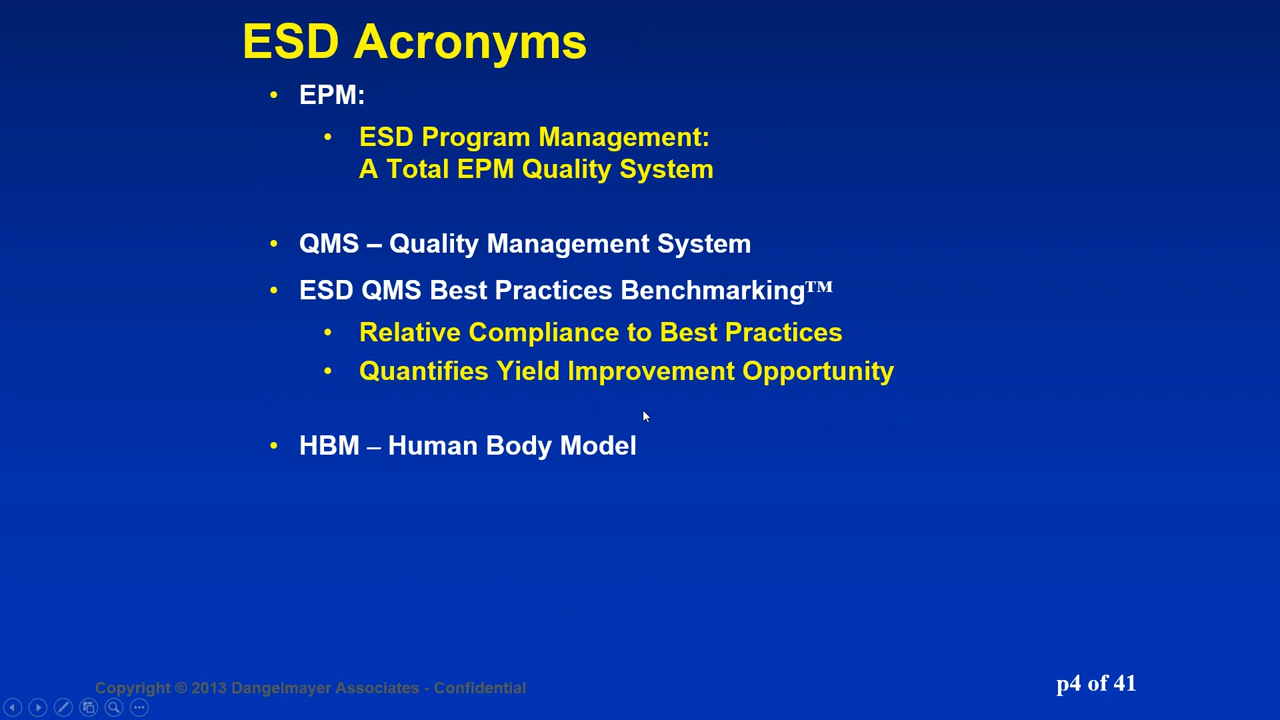 ESD Acronyms
• EPM:
• ESD Program Management:
A Total EPM Quality System
• QMS – Quality Management System
• ESD QMS Best Practices Benchmarking™
• Relative Compliance to Best Practices
• Quantifies Yield Improvement Opportunity
• HBM – Human Body Model
Copyright © 2013 Dangelmayer Associates - Confidential
p4 of 41